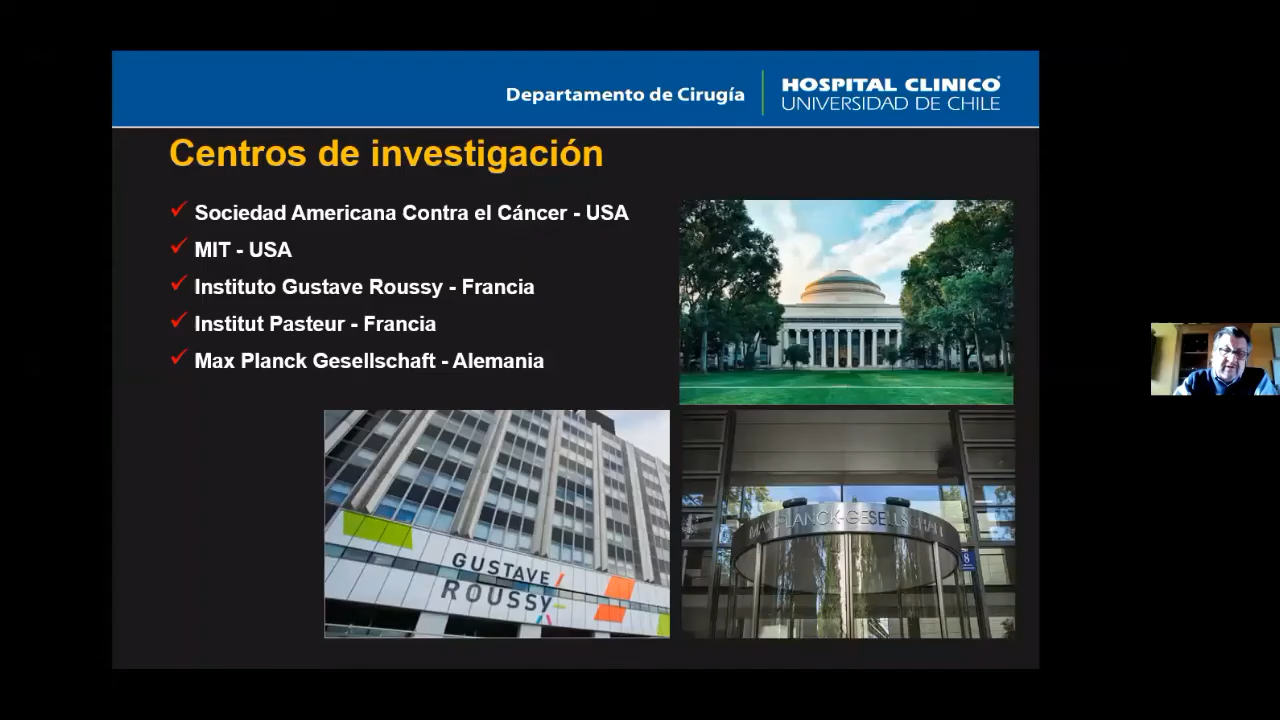 Departamento de Cirugía
HOSPITAL CLINICO
UNIVERSIDAD DE CHILE
Centros de investigación
Sociedad Americana Contra el Cáncer - USA
MIT - USA
Instituto Gustave Roussy - Francia
Institut Pasteur - Francia
Max Planck Gesellschaft - Alemania
GUSTAVE
ROUSSY
MAX-PLANCK-GESELLSCHAFT
8